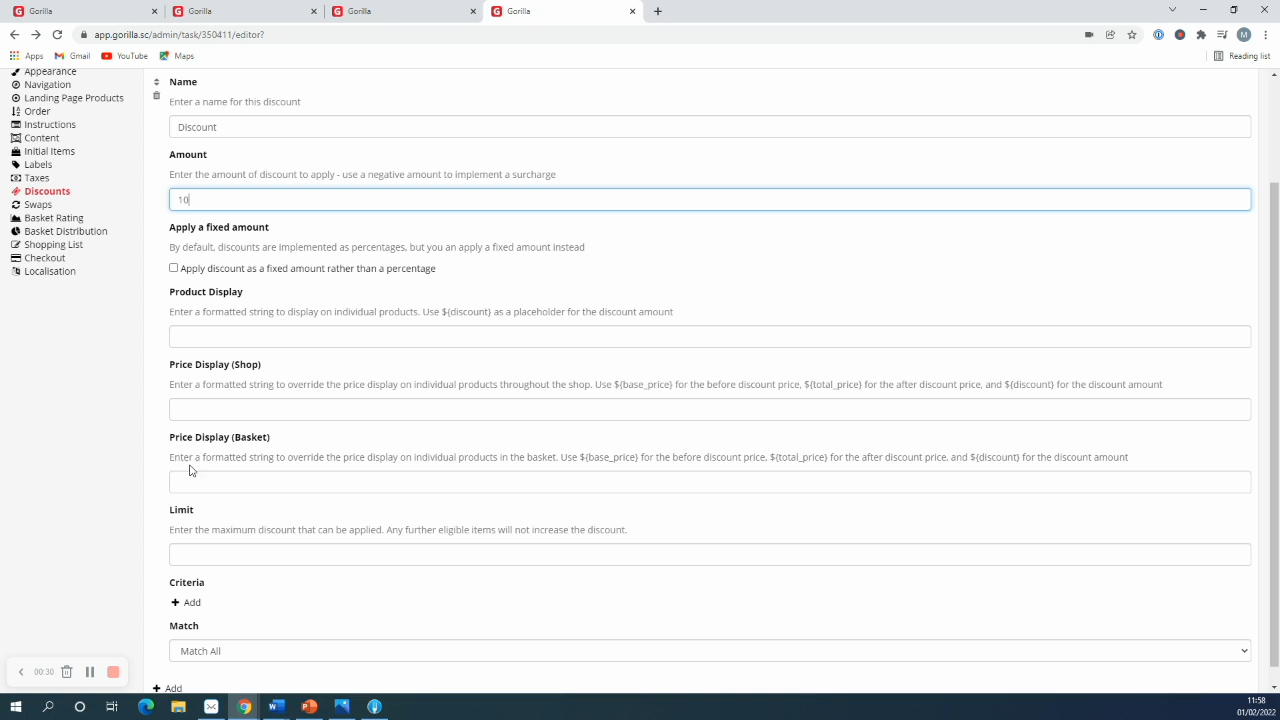 Gorilla
Gorilla
Gorilla
Gorilla
app.gorilla.sc/admin/task/350411/editor?
M
Apps
Gmail
YouTube
Maps
Reading list
Appearance
Navigation
Landing Page Products
Order
Instructions
Content
Initial Items
Labels
Taxes
Discounts
Swaps
Basket Rating
Basket Distribution
Shopping List
Checkout
Localisation
Name
Enter a name for this discount
Discount
Amount
Enter the amount of discount to apply - use a negative amount to implement a surcharge
10
Apply a fixed amount
By default, discounts are implemented as percentages, but you an apply a fixed amount instead
Apply discount as a fixed amount rather than a percentage
Product Display
Enter a formatted string to display on individual products. Use ${discount} as a placeholder for the discount amount
Price Display (Shop)
Enter a formatted string to override the price display on individual products throughout the shop. Use ${base_price} for the before discount price, ${total_price} for the after discount price, and ${discount} for the discount amount
Price Display (Basket)
Enter a formatted string to override the price display on individual products in the basket. Use ${base_price} for the before discount price, ${total_price} for the after discount price, and ${discount} for the discount amount
Limit
Enter the maximum discount that can be applied. Any further eligible items will not increase the discount.
Criteria
Add
Match
Match All
Add
00:30
11:58
01/02/2022